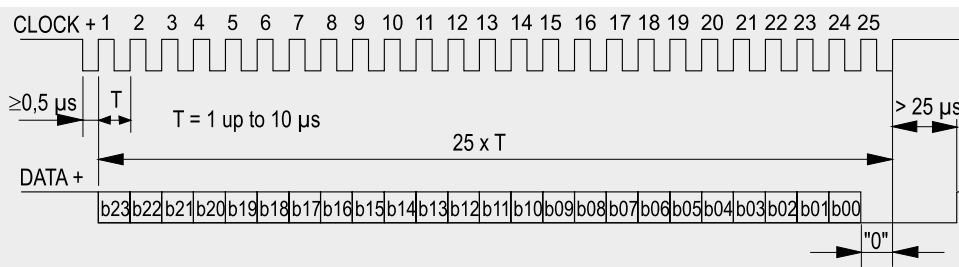 CLOCK + 1 2 3 4 5 6 7 8 9 10 11 12 13 14 15 16 17 18 19 20 21 22 23 24 25
≥0,5 µs T T = 1 up to 10 µs > 25 µs
25 x T
DATA +
b23 b22 b21 b20 b19 b18 b17 b16 b15 b14 b13 b12 b11 b10 b09 b08 b07 b06 b05 b04 b03 b02 b01 b00
"0"